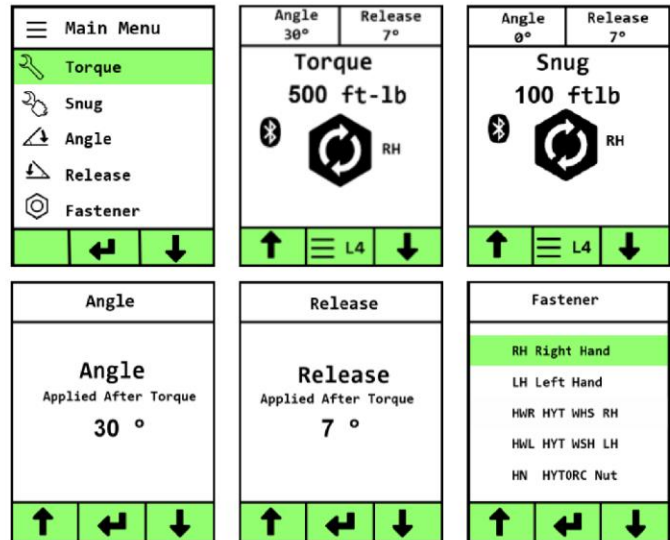 Main Menu
Torque
Snug
Angle
Release
Fastener
Angle Release
30° 7°
Torque
500 ft-lb
RH
L4
Angle Release
0° 7°
Snug
100 ftlb
RH
L4
Angle
Angle
Applied After Torque
30 °
Release
Release
Applied After Torque
7 °
Fastener
RH Right Hand
LH Left Hand
HWR HYT WHS RH
HWL HYT WSH LH
HN HYTORC Nut